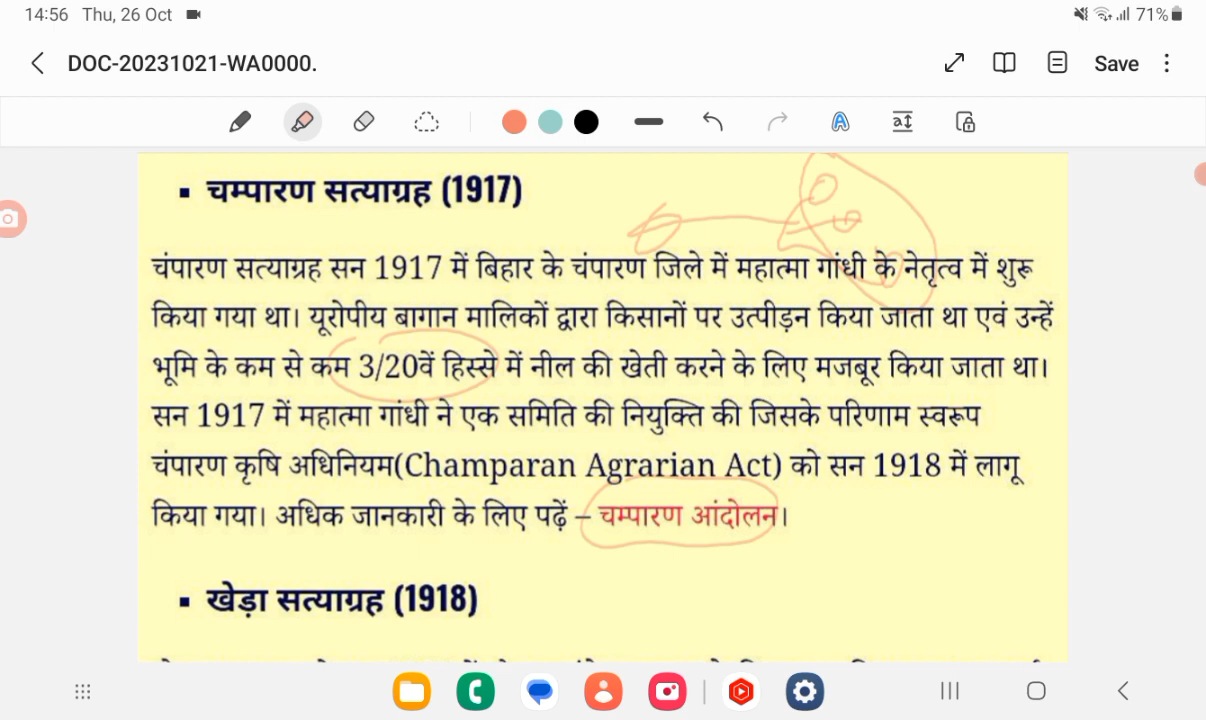 14:56 Thu, 26 Oct 71%
DOC-20231021-WA0000. Save
▪ चम्पारण सत्याग्रह (1917)
चंपारण सत्याग्रह सन 1917 में बिहार के चंपारण जिले में महात्मा गांधी के नेतृत्व में शुरू
किया गया था। यूरोपीय बागान मालिकों द्वारा किसानों पर उत्पीड़न किया जाता था एवं उन्हें
भूमि के कम से कम 3/20वें हिस्से में नील की खेती करने के लिए मजबूर किया जाता था।
सन 1917 में महात्मा गांधी ने एक समिति की नियुक्ति की जिसके परिणाम स्वरूप
चंपारण कृषि अधिनियम(Champaran Agrarian Act) को सन 1918 में लागू
किया गया। अधिक जानकारी के लिए पढ़ें – चम्पारण आंदोलन।
▪ खेड़ा सत्याग्रह (1918)